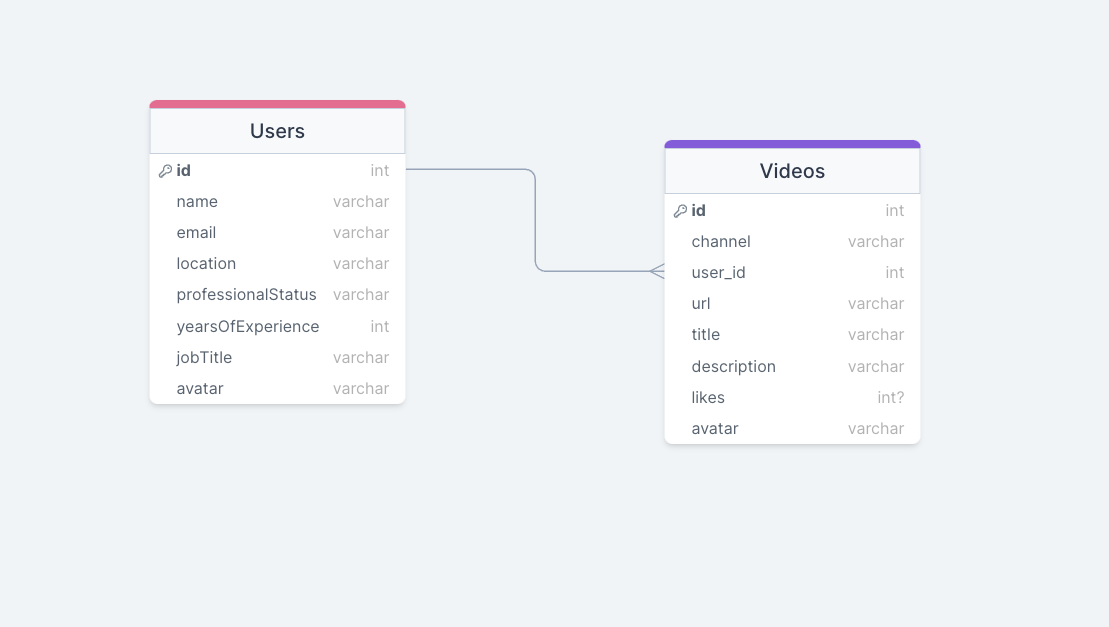 Users
id int
name varchar
email varchar
location varchar
professionalStatus varchar
yearsOfExperience int
jobTitle varchar
avatar varchar
Videos
id int
channel varchar
user_id int
url varchar
title varchar
description varchar
likes int?
avatar varchar